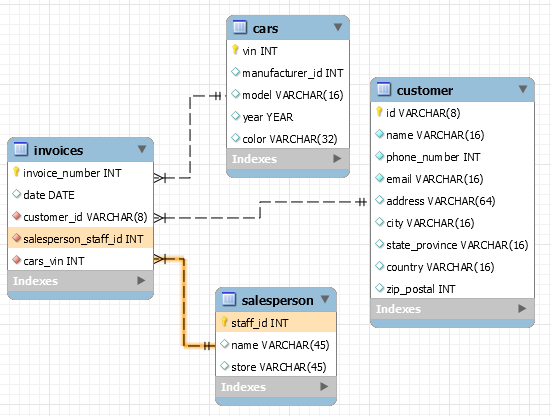 cars
vin INT
manufacturer_id INT
model VARCHAR(16)
year YEAR
color VARCHAR(32)
Indexes
customer
id VARCHAR(8)
name VARCHAR(16)
phone_number INT
email VARCHAR(16)
address VARCHAR(64)
city VARCHAR(16)
state_province VARCHAR(16)
country VARCHAR(16)
zip_postal INT
Indexes
invoices
invoice_number INT
date DATE
customer_id VARCHAR(8)
salesperson_staff_id INT
cars_vin INT
Indexes
salesperson
staff_id INT
name VARCHAR(45)
store VARCHAR(45)
Indexes